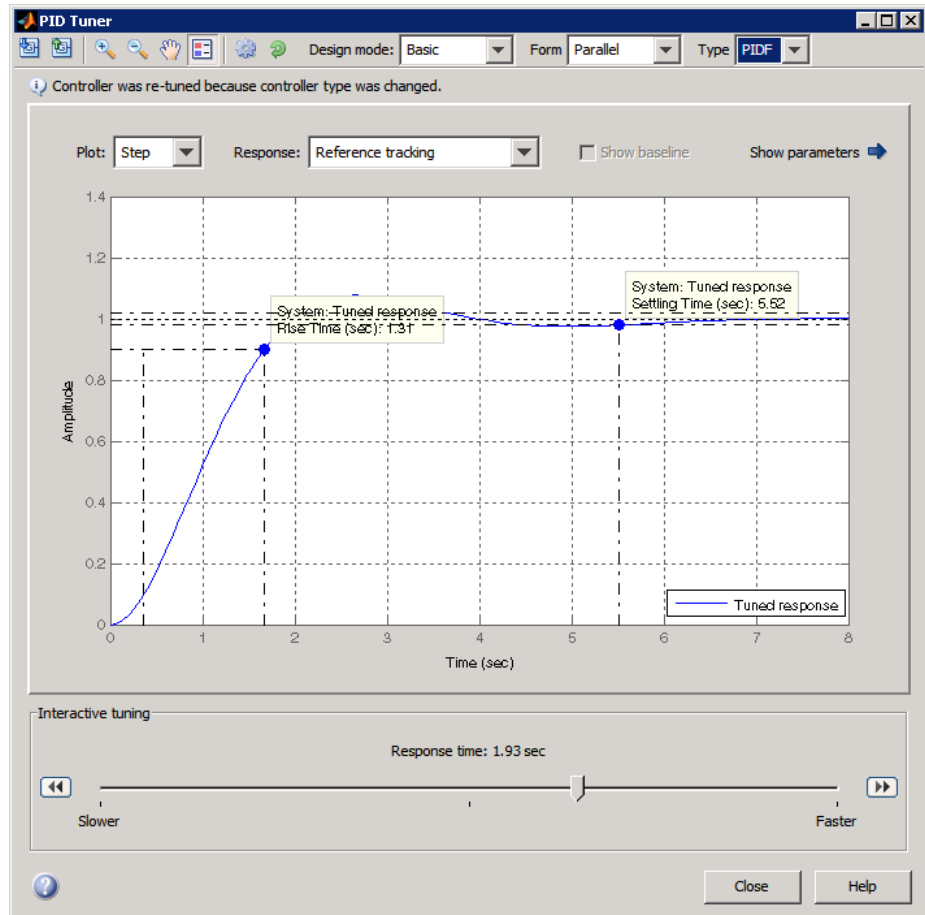 PID Tuner
Design mode: Basic Form Parallel Type PIDF
Controller was re-tuned because controller type was changed.
Plot: Step Response: Reference tracking Show baseline Show parameters
1.4
1.2
1
0.8
0.6
0.4
0.2
0
Amplitude
System: Tuned response
Rise Time (sec): 1.31
System: Tuned response
Settling Time (sec): 5.52
Tuned response
0 1 2 3 4 5 6 7 8
Time (sec)
Interactive tuning
Response time: 1.93 sec
Slower Faster
Close Help